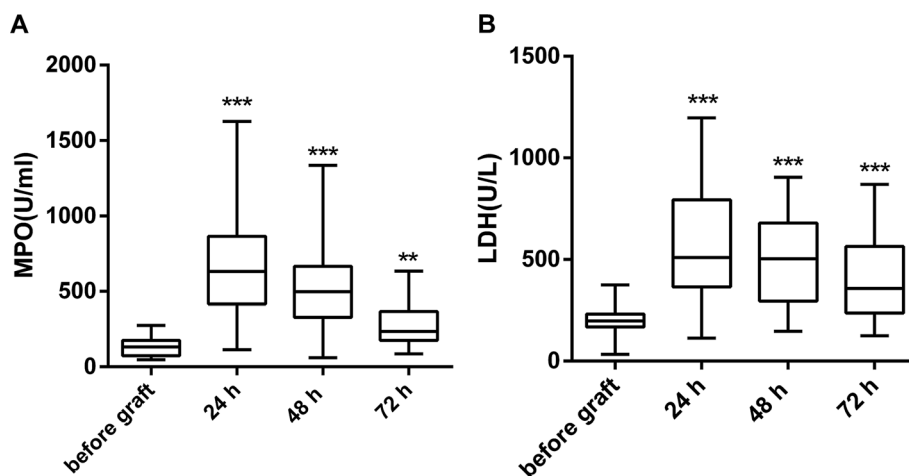 A
MPO(U/ml)
2000
1500
1000
500
0
***
***
**
before graft
24 h
48 h
72 h
B
LDH(U/L)
1500
1000
500
0
***
***
***
before graft
24 h
48 h
72 h